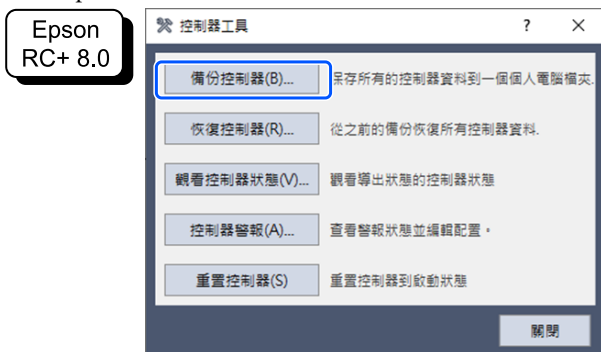 Epson
RC+ 8.0
控制器工具
?
備份控制器(B)...
保存所有的控制器資料到一個個人電腦檔夾.
恢復控制器(R)...
從之前的備份恢復所有控制器資料.
觀看控制器狀態(V)...
觀看導出狀態的控制器狀態
控制器警報(A)...
查看警報狀態並編輯配置。
重置控制器(S)
重置控制器到啟動狀態
關閉